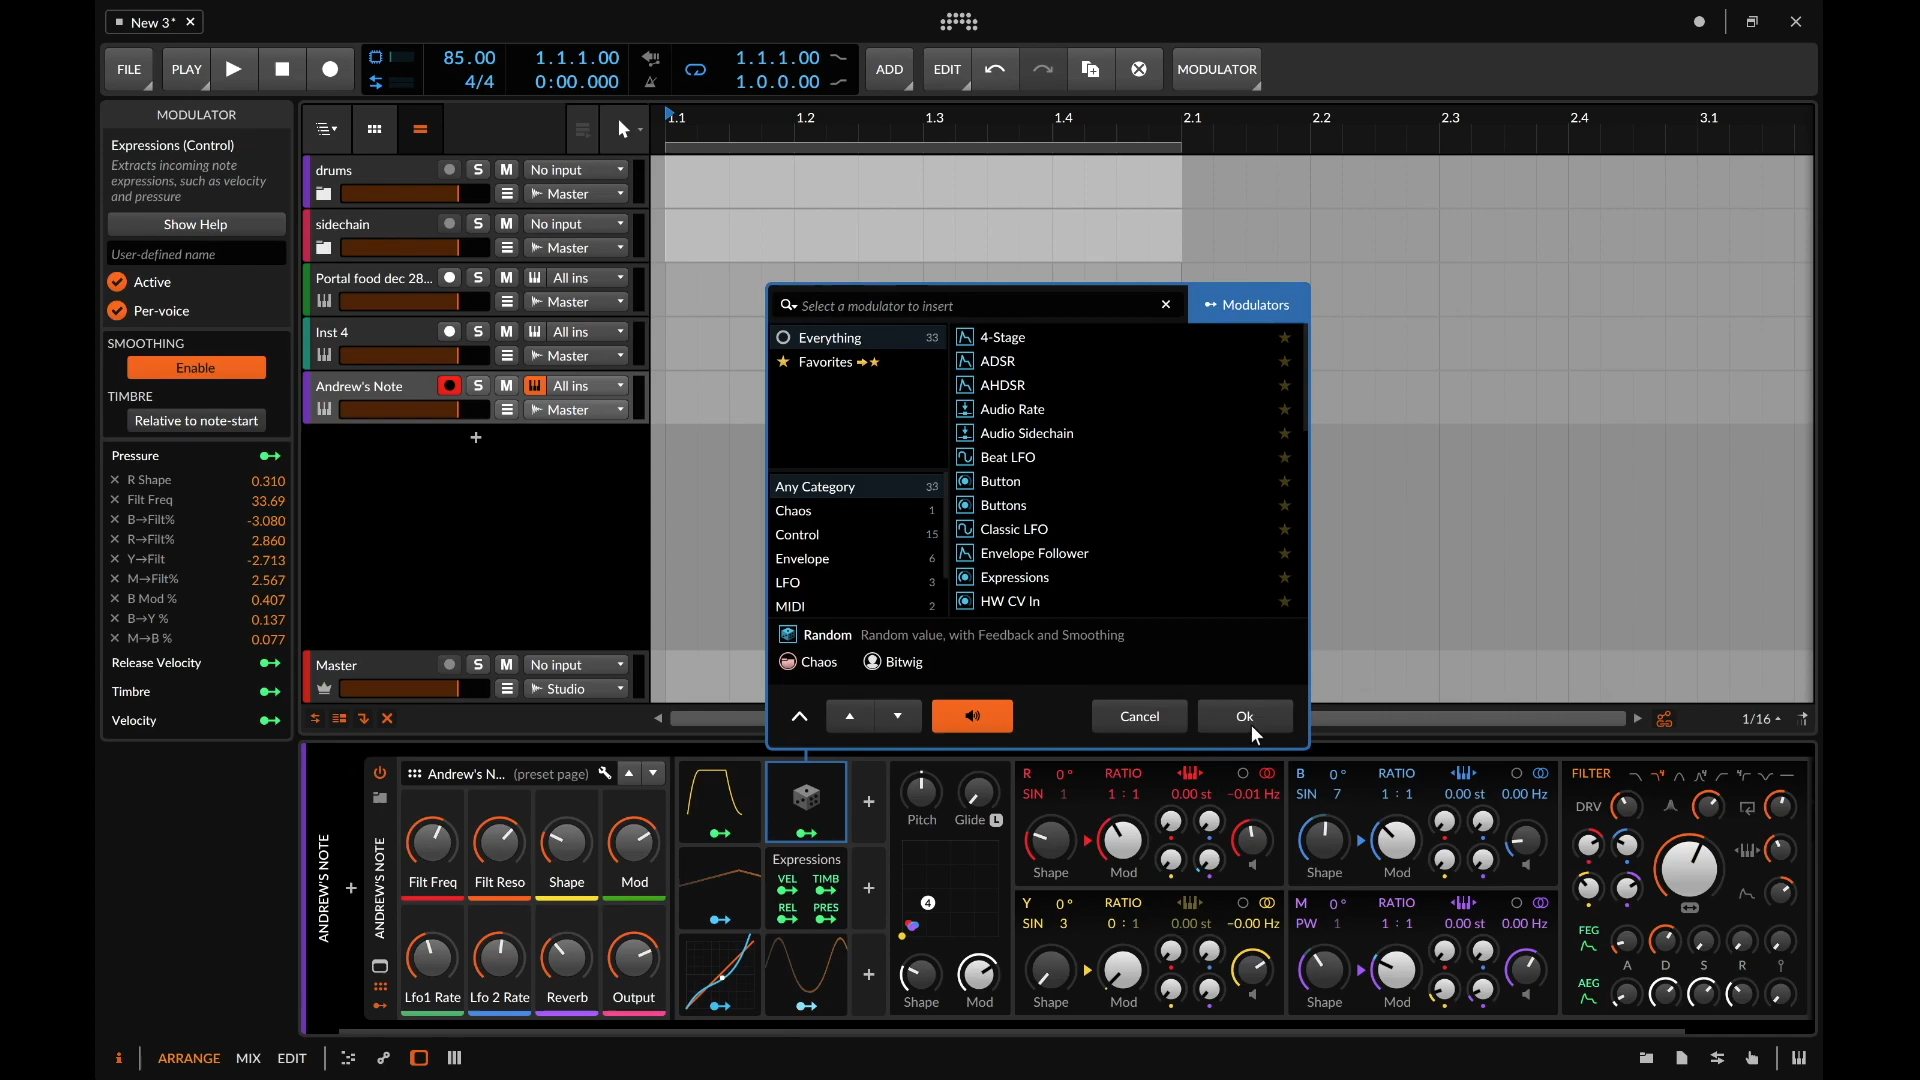 New 3*
FILE
PLAY
85.00
4/4
1.1.1.00
0:00.000
1.1.1.00
1.0.0.00
ADD
EDIT
MODULATOR
MODULATOR
Expressions (Control)
Extracts incoming note
expressions, such as velocity
and pressure
Show Help
User-defined name
Active
Per-voice
SMOOTHING
Enable
TIMBRE
Relative to note-start
Pressure
R Shape 0.310
Filt Freq 33.69
B→Filt% -3.080
R→Filt% 2.860
Y→Filt -2.713
M→Filt% 2.567
B Mod % 0.407
B→Y % 0.137
M→B % 0.077
Release Velocity
Timbre
Velocity
1.1 1.2 1.3 1.4 2.1 2.2 2.3 2.4 3.1
drums S M No input
Master
sidechain S M No input
Master
Portal food dec 28... S M All ins
Master
Inst 4 S M All ins
Master
Andrew's Note S M All ins
Master
+
Master S M No input
Studio
1/16
Select a modulator to insert
Modulators
Everything 33
Favorites
Any Category 33
Chaos 1
Control 15
Envelope 6
LFO 3
MIDI 2
4-Stage
ADSR
AHDSR
Audio Rate
Audio Sidechain
Beat LFO
Button
Buttons
Classic LFO
Envelope Follower
Expressions
HW CV In
Random Random value, with Feedback and Smoothing
Chaos Bitwig
Cancel
Ok
ANDREW'S NOTE
+
ANDREW'S NOTE
Andrew's N... (preset page)
Filt Freq Filt Reso Shape Mod
Lfo1 Rate Lfo 2 Rate Reverb Output
Expressions
VEL TIMB
REL PRES
+
+
+
Pitch Glide L
4
Shape Mod
R 0° RATIO
SIN 1 1 : 1 0.00 st -0.01 Hz
Shape Mod
B 0° RATIO
SIN 7 1 : 1 0.00 st 0.00 Hz
Shape Mod
Y 0° RATIO
SIN 3 0 : 1 0.00 st -0.00 Hz
Shape Mod
M 0° RATIO
PW 1 1 : 1 0.00 st 0.00 Hz
Shape Mod
FILTER
DRV
FEG
A D S R
AEG
i ARRANGE MIX EDIT